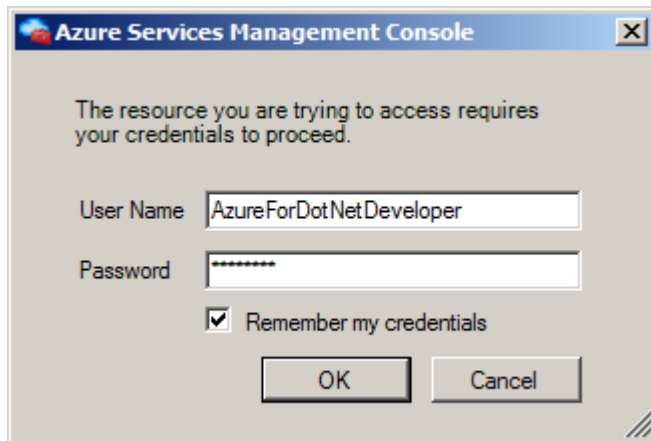 Azure Services Management Console
The resource you are trying to access requires
your credentials to proceed.
User Name AzureForDotNetDeveloper
Password ********
Remember my credentials
OK Cancel